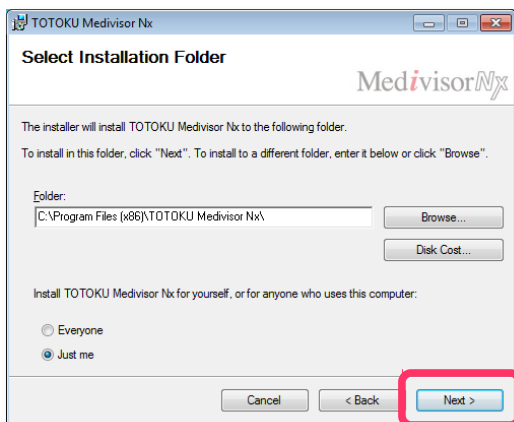 TOTOKU Medivisor Nx
Select Installation Folder
MedivisorNx
The installer will install TOTOKU Medivisor Nx to the following folder.
To install in this folder, click "Next". To install to a different folder, enter it below or click "Browse".
Folder:
C:\Program Files (x86)\TOTOKU Medivisor Nx\
Browse...
Disk Cost...
Install TOTOKU Medivisor Nx for yourself, or for anyone who uses this computer:
Everyone
Just me
Cancel
< Back
Next >